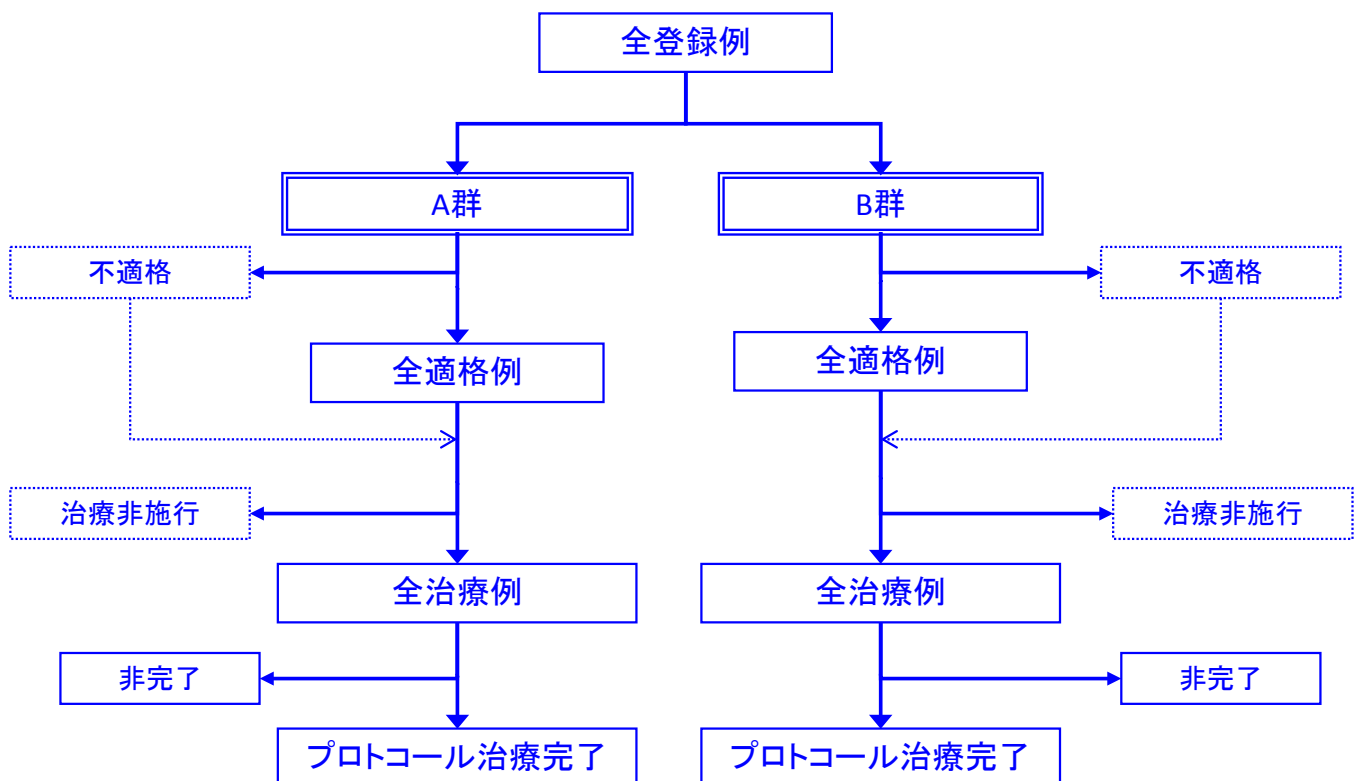 全登録例
A群
B群
不適格
不適格
全適格例
全適格例
治療非施行
治療非施行
全治療例
全治療例
非完了
非完了
プロトコール治療完了
プロトコール治療完了